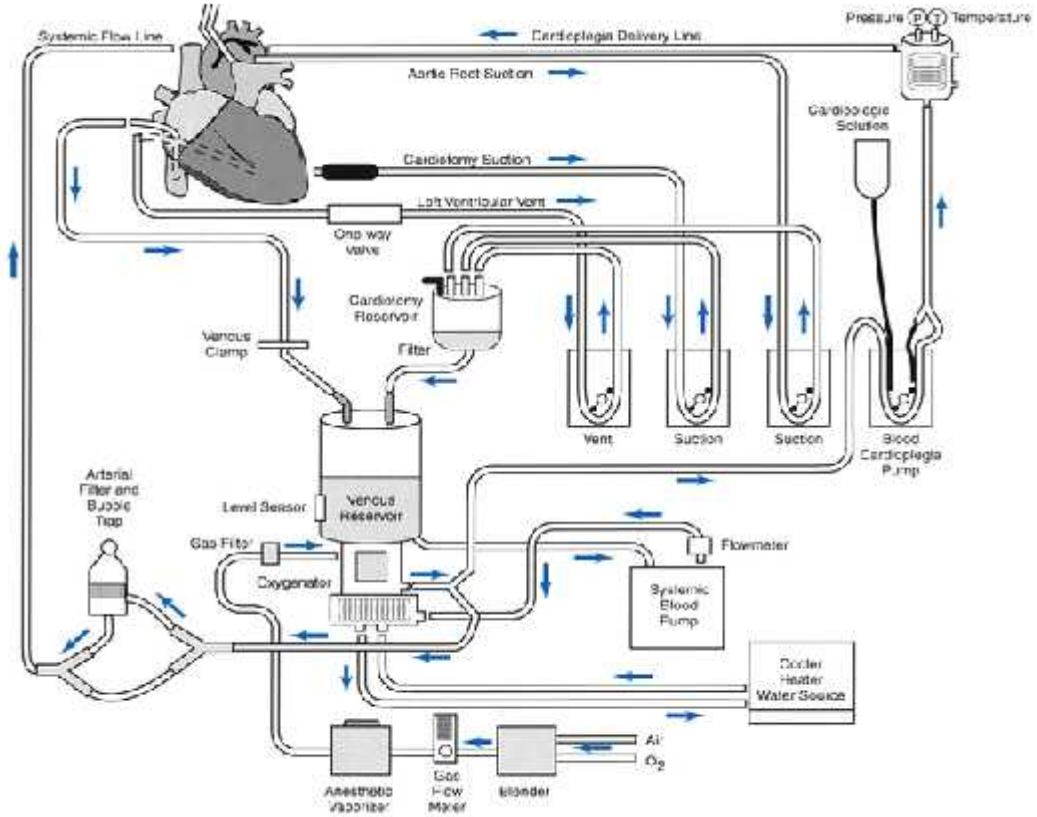 Systemic Flow Line
Cardioplegia Delivery Line
Pressure P T Temperature
Aortic Root Suction
Cardioplegia
Solution
Cardiotomy Suction
Left Ventricular Vent
One way
Valve
Cardiotomy
Reservoir
Venous
Clamp
Filter
Vent
Suction
Suction
Blood
Cardioplegia
Pump
Arterial
Filter and
Bubble
Trap
Level Sensor
Venous
Reservoir
Gas Filter
Oxygenator
Flowmeter
Systemic
Blood
Pump
Cooler
Heater
Water Source
Air
O2
Anesthetic
Vaporizer
Gas
Flow
Meter
Blender